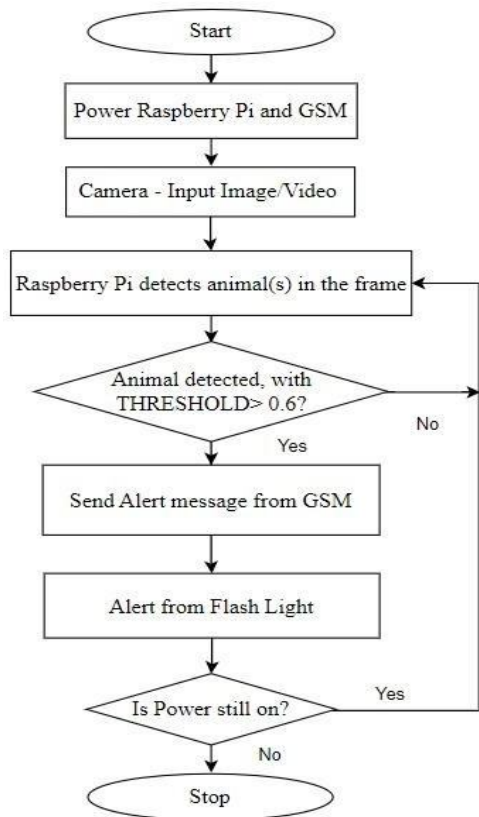 Start
Power Raspberry Pi and GSM
Camera - Input Image/Video
Raspberry Pi detects animal(s) in the frame
Animal detected, with
THRESHOLD> 0.6?
No
Yes
Send Alert message from GSM
Alert from Flash Light
Is Power still on?
Yes
No
Stop